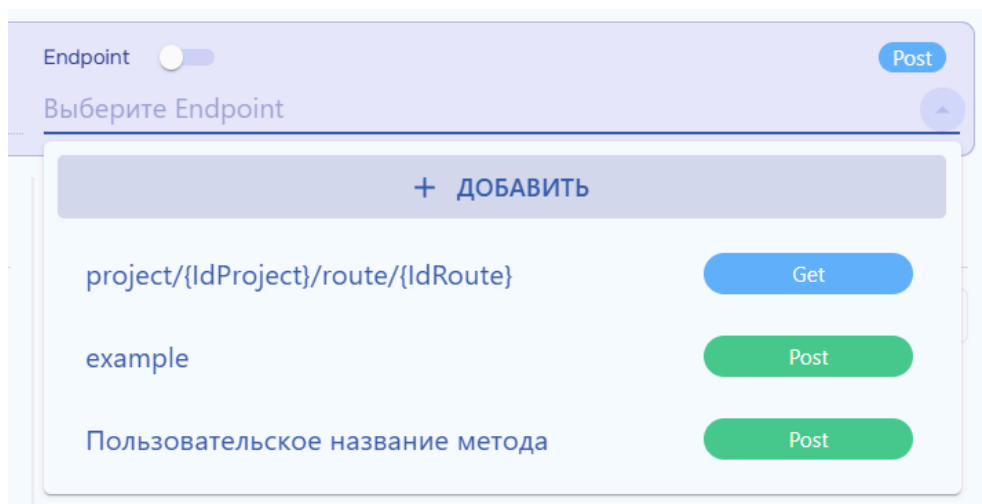 Endpoint Post
Выберите Endpoint
+ ДОБАВИТЬ
project/{IdProject}/route/{IdRoute} Get
example Post
Пользовательское название метода Post